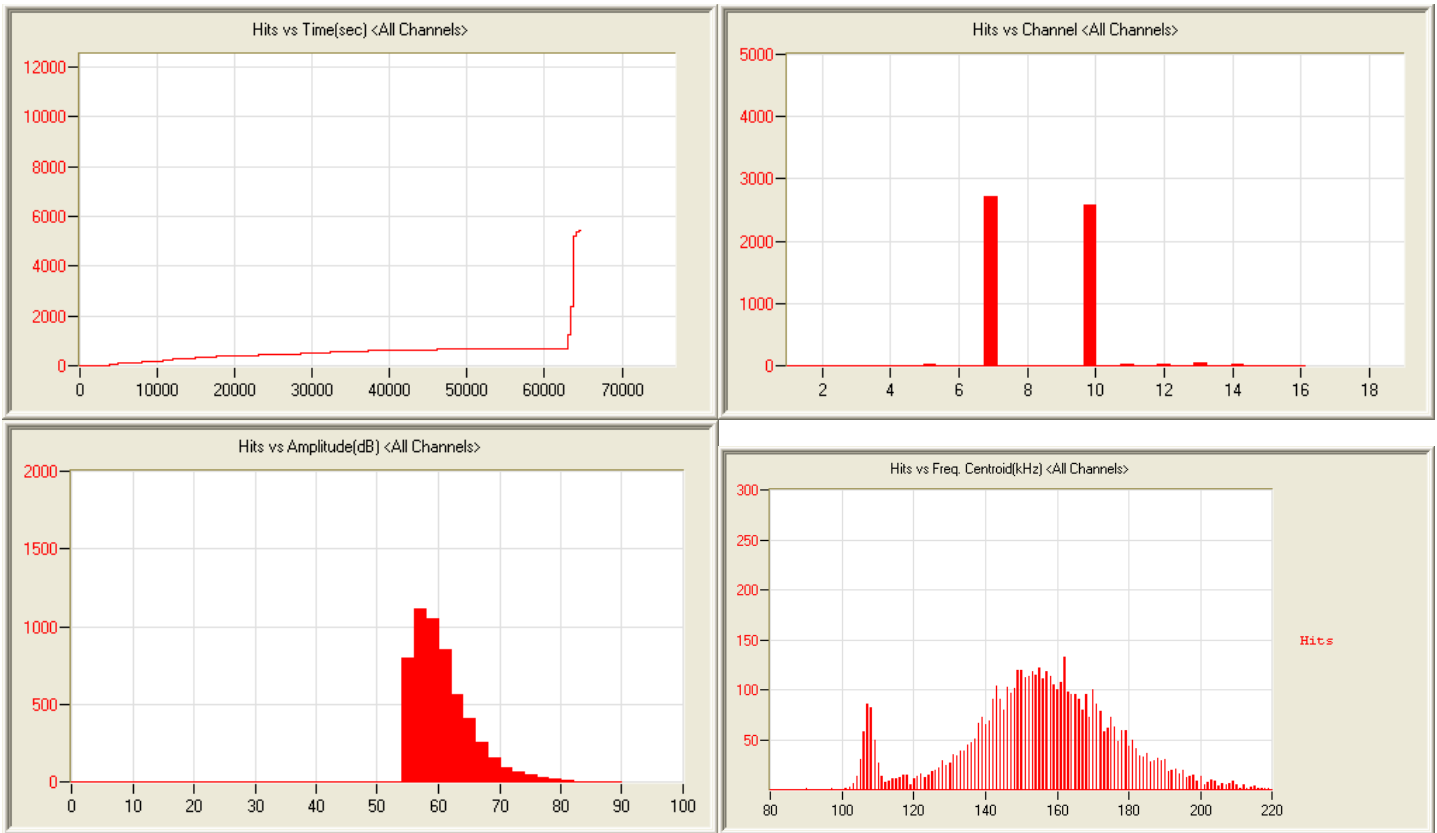 Hits vs Time(sec) <All Channels>
12000
10000
8000
6000
4000
2000
0
0 10000 20000 30000 40000 50000 60000 70000
Hits vs Channel <All Channels>
5000
4000
3000
2000
1000
0
2 4 6 8 10 12 14 16 18
Hits vs Amplitude(dB) <All Channels>
2000
1500
1000
500
0
0 10 20 30 40 50 60 70 80 90 100
Hits vs Freq. Centroid(kHz) <All Channels>
300
250
200
150
100
50
80 100 120 140 160 180 200 220
Hits